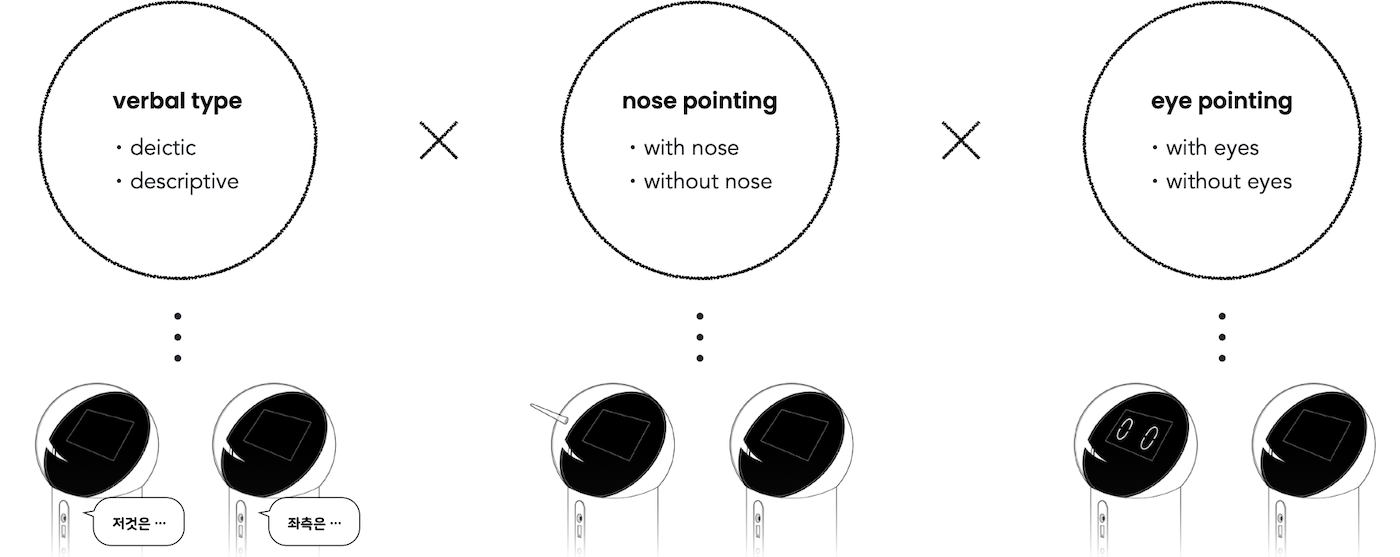 verbal type
・deictic
・descriptive
nose pointing
・with nose
・without nose
eye pointing
・with eyes
・without eyes
저것은 ···
좌측은 ···